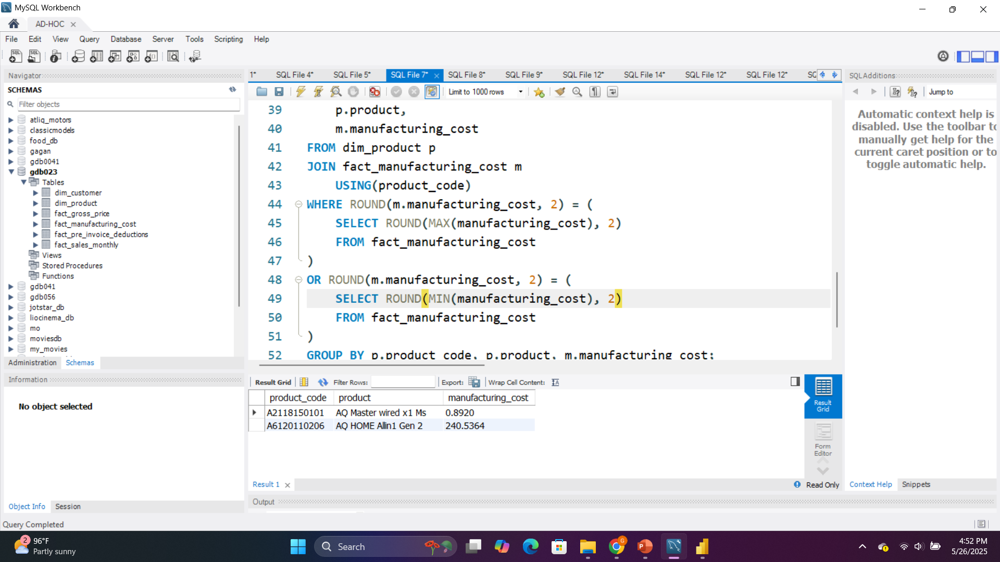 MySQL Workbench
AD-HOC
File Edit View Query Database Server Tools Scripting Help
Navigator
SCHEMAS
Filter objects
atliq_motors
classicmodels
food_db
gagan
gdb0041
gdb023
Tables
dim_customer
dim_product
fact_gross_price
fact_manufacturing_cost
fact_pre_invoice_deductions
fact_sales_monthly
Views
Stored Procedures
Functions
gdb041
gdb056
jotstar_db
liocinema_db
mo
moviesdb
my_movies
Administration Schemas
Information
No object selected
Object Info Session
Query Completed
1* SQL File 4* SQL File 5* SQL File 7* SQL File 8* SQL File 9* SQL File 12* SQL File 14* SQL File 12* SQL File 12* SC
Limit to 1000 rows
39 p.product,
40 m.manufacturing_cost
41 FROM dim_product p
42 JOIN fact_manufacturing_cost m
43 USING(product_code)
44 WHERE ROUND(m.manufacturing_cost, 2) = (
45 SELECT ROUND(MAX(manufacturing_cost), 2)
46 FROM fact_manufacturing_cost
47 )
48 OR ROUND(m.manufacturing_cost, 2) = (
49 SELECT ROUND(MIN(manufacturing_cost), 2)
50 FROM fact_manufacturing_cost
51 )
52 GROUP BY p.product_code, p.product, m.manufacturing_cost;
Result Grid Filter Rows: Export: Wrap Cell Content:
product_code product manufacturing_cost
A2118150101 AQ Master wired x1 Ms 0.8920
A6120110206 AQ HOME Allin1 Gen 2 240.5364
Result
Grid
Form
Editor
Result 1
Read Only
Output
SQLAdditions
Jump to
Automatic context help is
disabled. Use the toolbar to
manually get help for the
current caret position or to
toggle automatic help.
Context Help Snippets
2
96°F
Partly sunny
Search
G
4:52 PM
5/26/2025